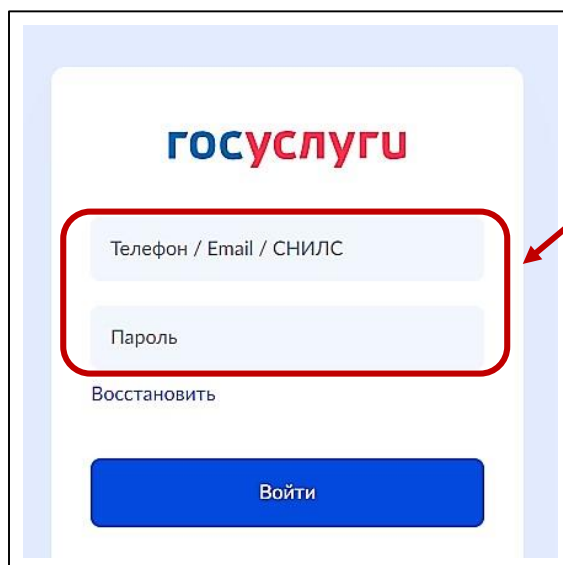 госуслуги
Телефон / Email / СНИЛС
Пароль
Восстановить
Войти